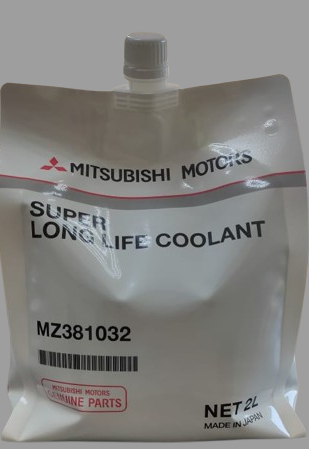 MITSUBISHI MOTORS
SUPER
LONG LIFE COOLANT
MZ381032
MITSUBISHI MOTORS
GENUINE PARTS
NET 2L
MADE IN JAPAN